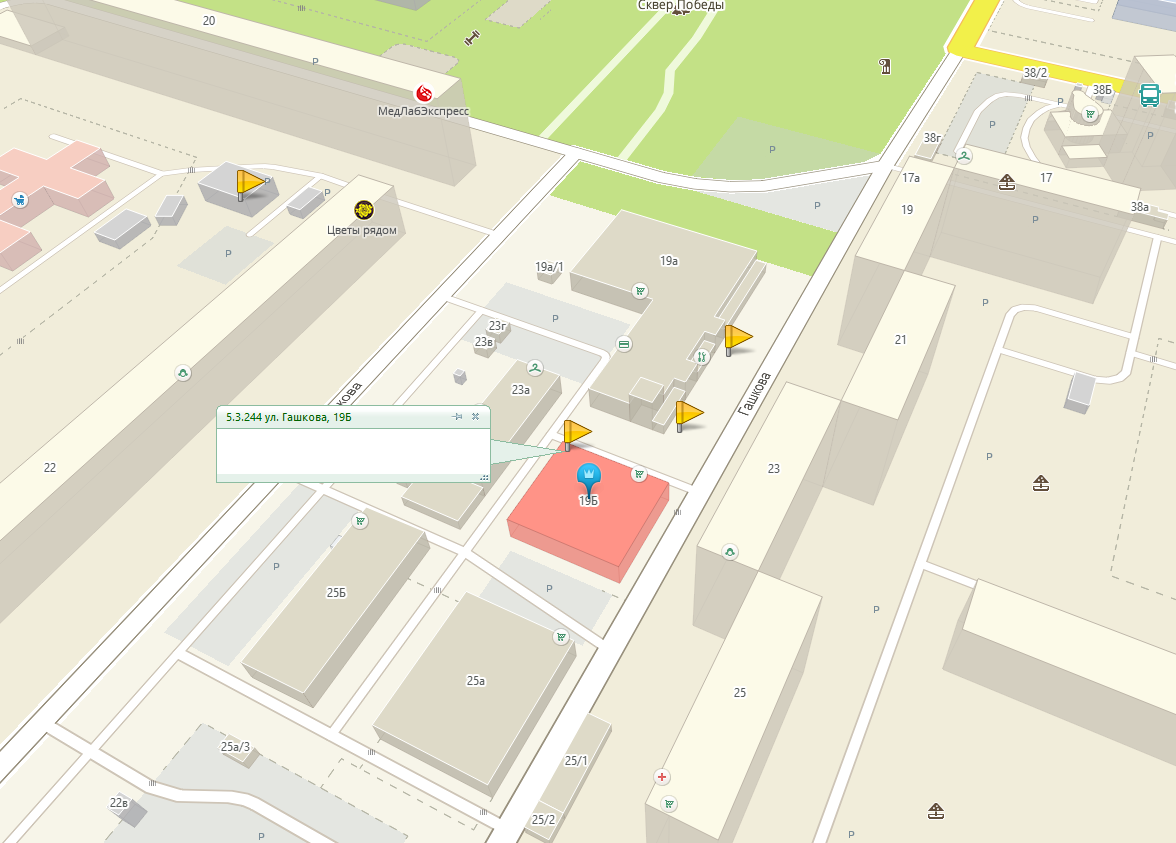 Сквер Победы
20
МедЛабЭкспресс
P
38/2
38Б
P
P
P
38г
P
17а
17
19
P
P
38а
P
P
P
Цветы рядом
P
19а
19а/1
P
P
23г
23в
21
23а
кова
Гашкова
5.3.244 ул. Гашкова, 19Б
22
23
P
19Б
P
25Б
P
P
25а
25
25а/3
25/1
22в
25/2
P
P